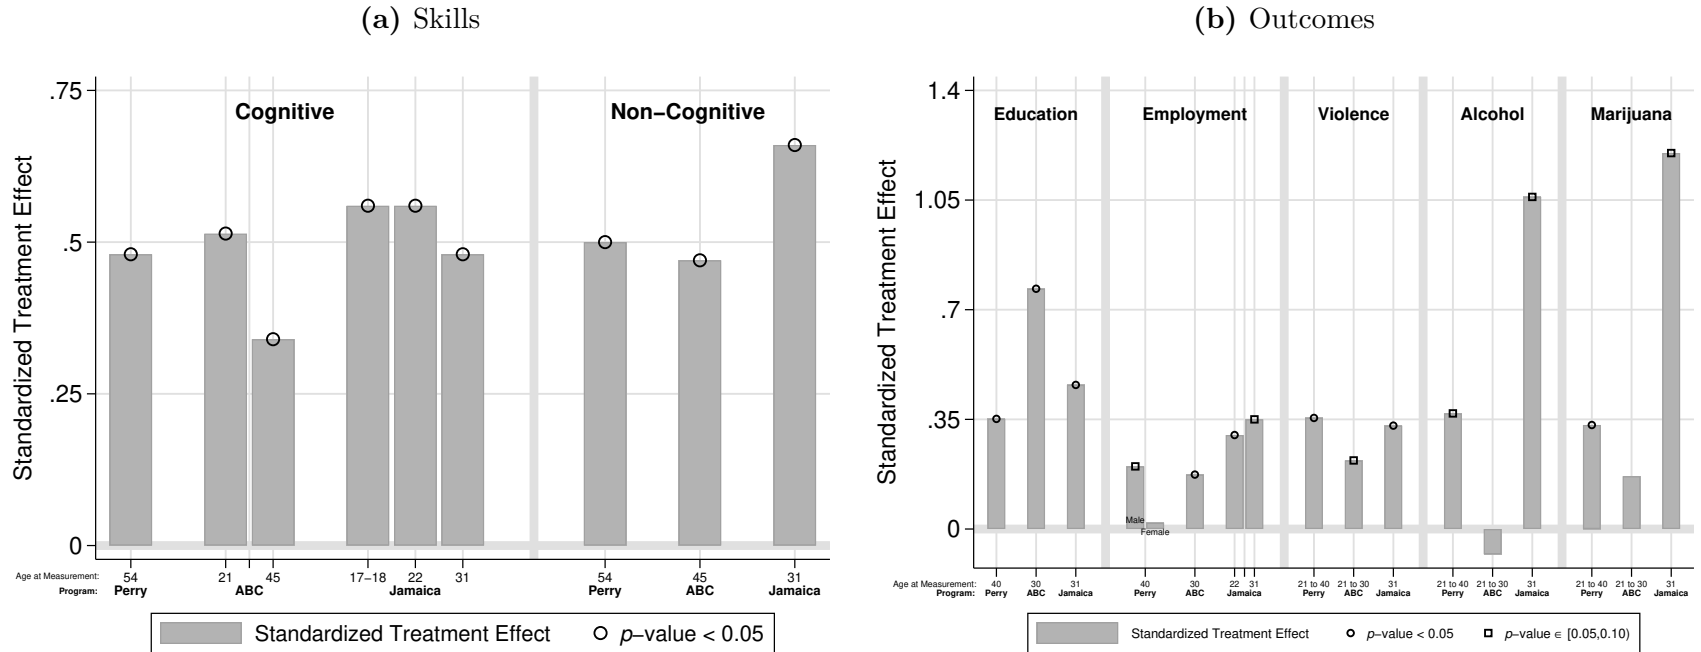 (a) Skills
.75
.5
.25
0
Standardized Treatment Effect
Cognitive
Non−Cognitive
Age at Measurement: 54 21 45 17−18 22 31 54 45 31
Program: Perry ABC Jamaica Perry ABC Jamaica
Standardized Treatment Effect p−value < 0.05
(b) Outcomes
1.4
1.05
.7
.35
0
Standardized Treatment Effect
Education Employment Violence Alcohol Marijuana
Male
Female
Age at Measurement: 40 30 31 40 30 22 31 21 to 40 21 to 30 31 21 to 40 21 to 30 31 21 to 40 21 to 30 31
Program: Perry ABC Jamaica Perry ABC Jamaica Perry ABC Jamaica Perry ABC Jamaica Perry ABC Jamaica
Standardized Treatment Effect p−value < 0.05 p−value ∈ [0.05,0.10)